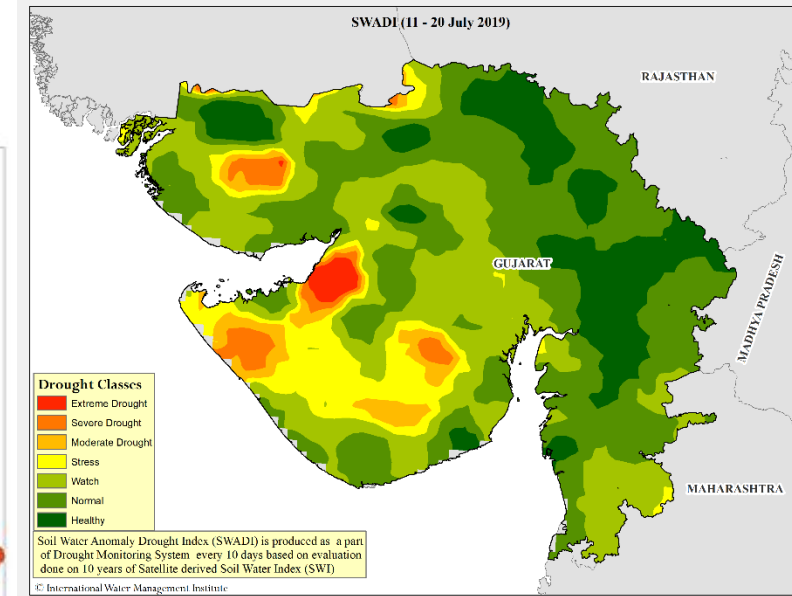 SWADI (11 - 20 July 2019)
RAJASTHAN
GUJARAT
MADHYA PRADESH
MAHARASHTRA
Drought Classes
Extreme Drought
Severe Drought
Moderate Drought
Stress
Watch
Normal
Healthy
Soil Water Anomaly Drought Index (SWADI) is produced as a part
of Drought Monitoring System every 10 days based on evaluation
done on 10 years of Satellite derived Soil Water Index (SWI)
© International Water Management Institute